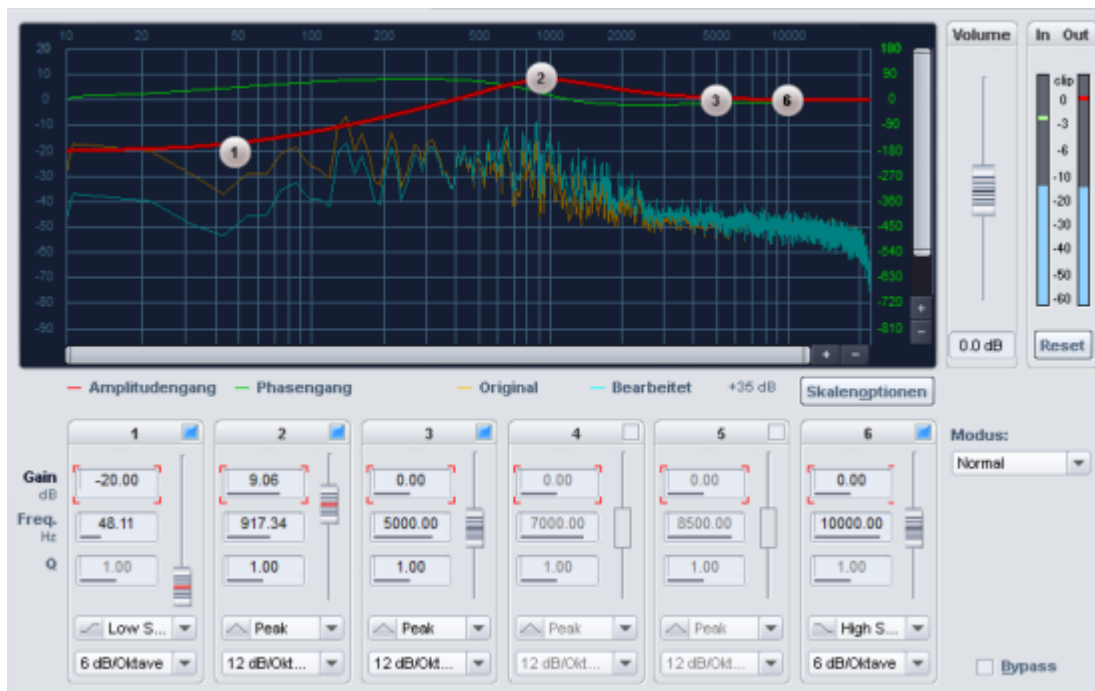 10 20 50 100 200 500 1000 2000 5000 10000
20 180
10 90
0 0
-10 -90
-20 -180
-30 -270
-40 -360
-50 -450
-60 -540
-70 -630
-80 -720
-90 -810
1 2 3 6
+ −
+ −
Volume
0.0 dB
In Out
clip
0
-3
-6
-10
-20
-30
-40
-50
-60
Reset
Amplitudengang Phasengang Original Bearbeitet +35 dB Skalenoptionen
1 2 3 4 5 6
Gain dB -20.00 9.06 0.00 0.00 0.00 0.00
Freq. Hz 48.11 917.34 5000.00 7000.00 8500.00 10000.00
Q 1.00 1.00 1.00 1.00 1.00 1.00
Low S... Peak Peak Peak Peak High S...
6 dB/Oktave 12 dB/Okt... 12 dB/Okt... 12 dB/Okt... 12 dB/Okt... 6 dB/Oktave
Modus:
Normal
Bypass